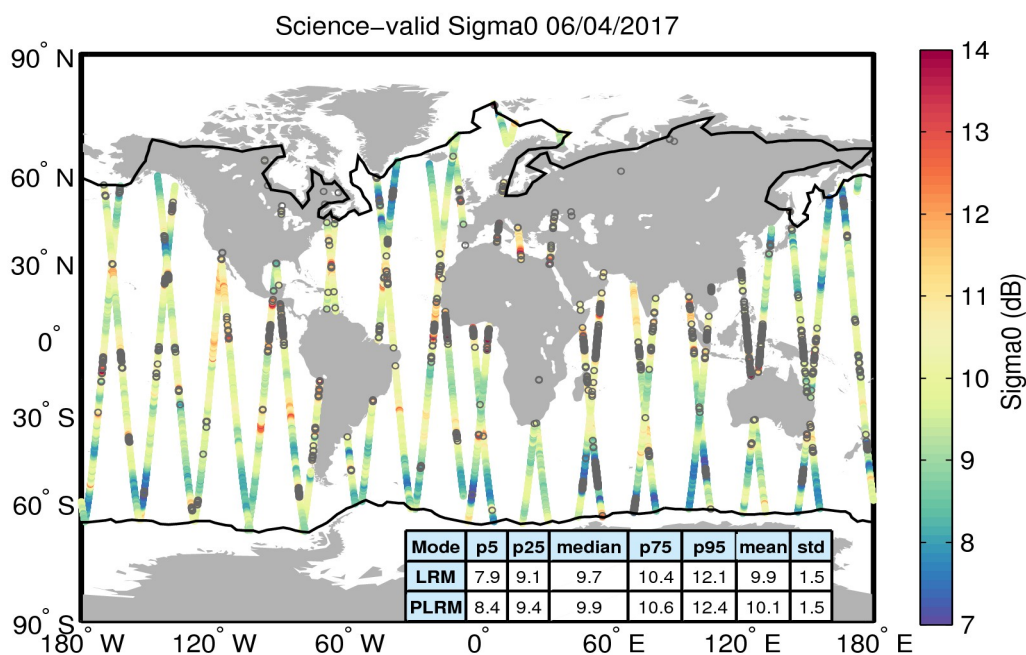 Science-valid Sigma0 06/04/2017
90° N
60° N
30° N
0°
30° S
60° S
90° S
180° W
120° W
60° W
0°
60° E
120° E
180° E
14
13
12
11
10
9
8
7
Sigma0 (dB)
Mode p5 p25 median p75 p95 mean std
LRM 7.9 9.1 9.7 10.4 12.1 9.9 1.5
PLRM 8.4 9.4 9.9 10.6 12.4 10.1 1.5